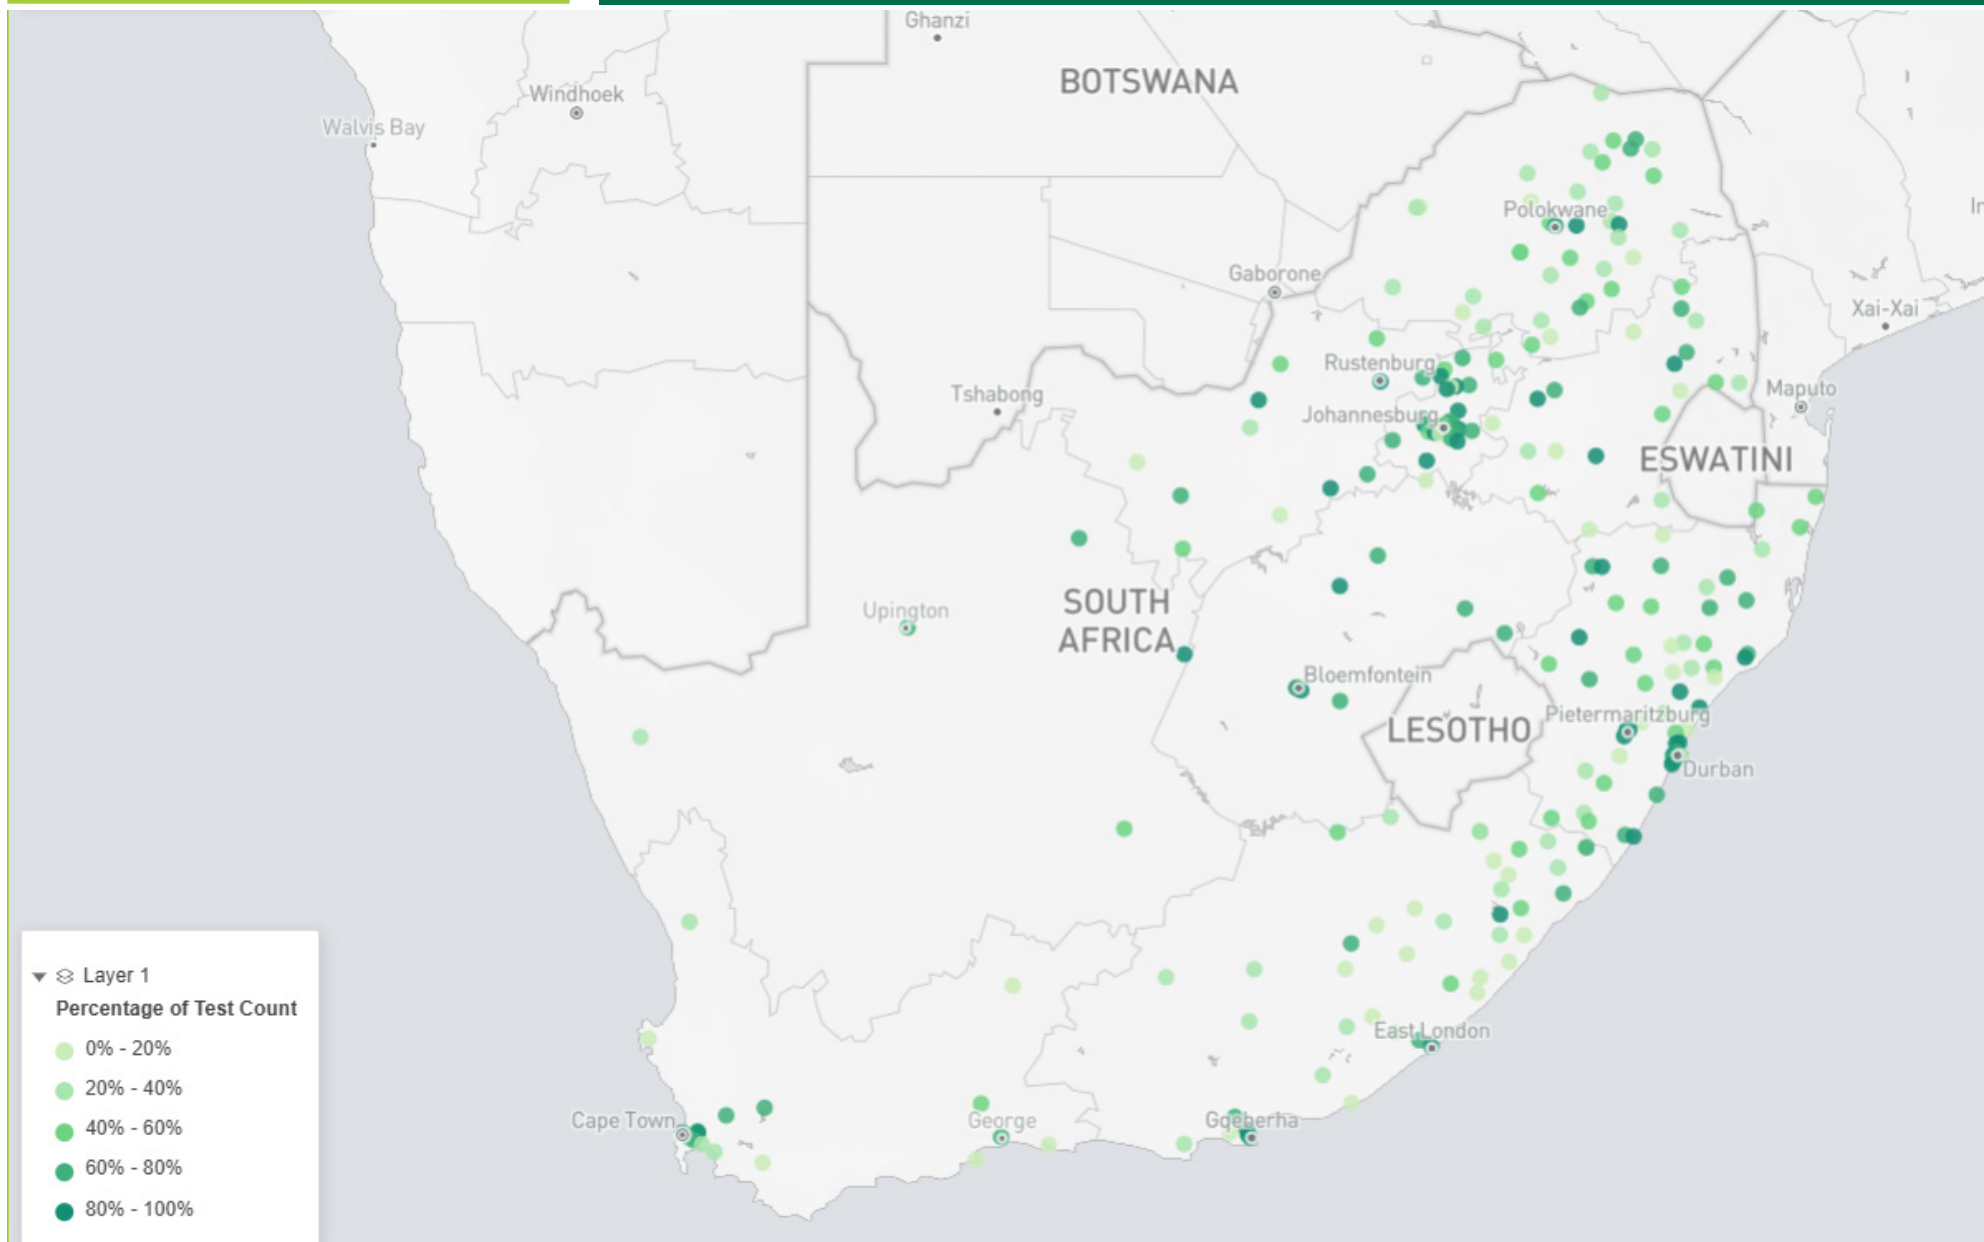 Ghanzi
BOTSWANA
Windhoek
Walvis Bay
Polokwane
Gaborone
Xai-Xai
Rustenburg
Tshabong
Maputo
Johannesburg
ESWATINI
SOUTH
AFRICA
Upington
Bloemfontein
Pietermaritzburg
LESOTHO
Durban
East London
Cape Town
George
Gqeberha
Layer 1
Percentage of Test Count
0% - 20%
20% - 40%
40% - 60%
60% - 80%
80% - 100%